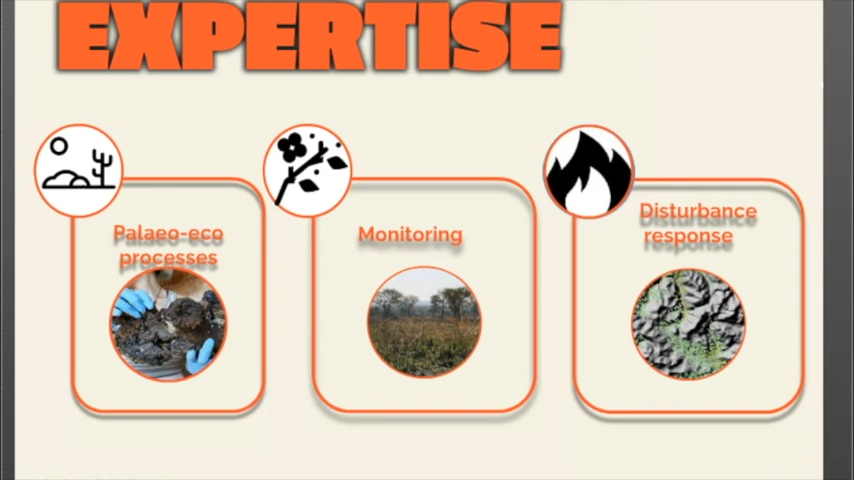 EXPERTISE
Palaeo-eco
processes
Monitoring
Disturbance
response